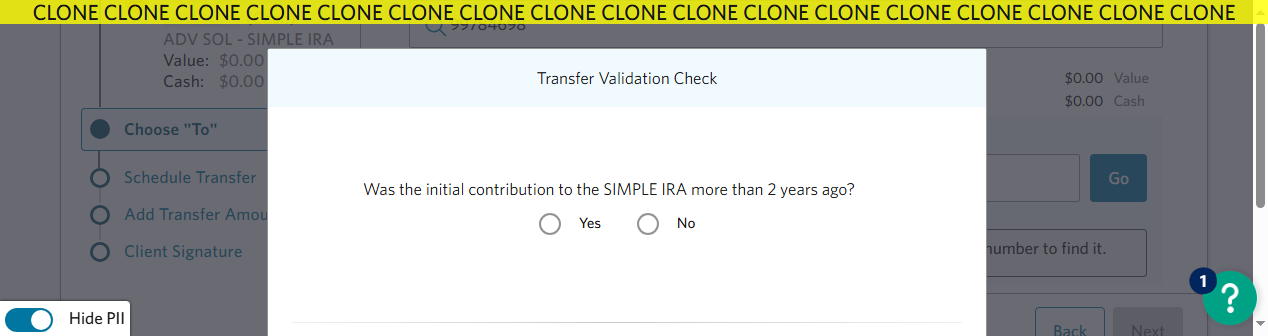 CLONE CLONE CLONE CLONE CLONE CLONE CLONE CLONE CLONE CLONE CLONE CLONE CLONE CLONE CLONE CLONE CLONE
ADV SOL - SIMPLE IRA
Value: $0.00
Cash: $0.00
Transfer Validation Check
$0.00 Value
$0.00 Cash
Choose "To"
Schedule Transfer
Go
Was the initial contribution to the SIMPLE IRA more than 2 years ago?
Yes No
Add Transfer Amou
Client Signature
number to find it.
1
?
Hide PII
Back Next